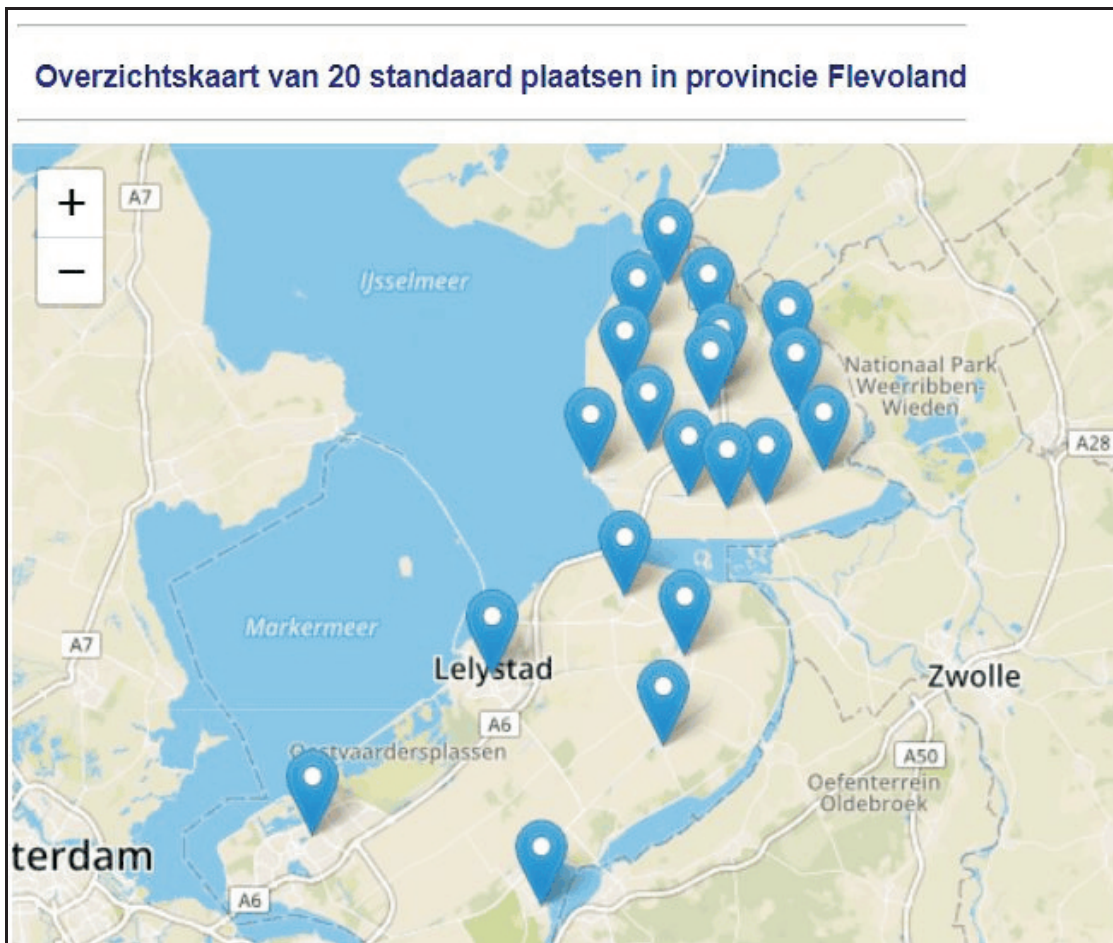 Overzichtskaart van 20 standaard plaatsen in provincie Flevoland
+
A7
−
IJsselmeer
Nationaal Park
Weerribben-
Wieden
A28
Markermeer
A7
Lelystad
Zwolle
A6
Oostvaardersplassen
A50
Oefenterrein
Oldebroek
terdam
A6